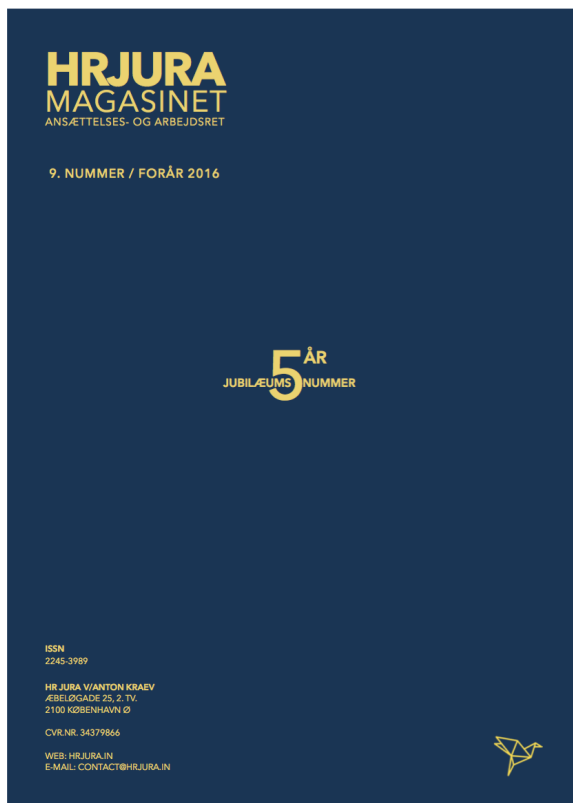 HRJURA
MAGASINET
ANSÆTTELSES- OG ARBEJDSRET
9. NUMMER / FORÅR 2016
5 ÅR
JUBILÆUMS NUMMER
ISSN
2245-3989
HR JURA V/ANTON KRAEV
ÆBELØGADE 25, 2. TV.
2100 KØBENHAVN Ø
CVR.NR. 34379866
WEB: HRJURA.IN
E-MAIL: CONTACT@HRJURA.IN